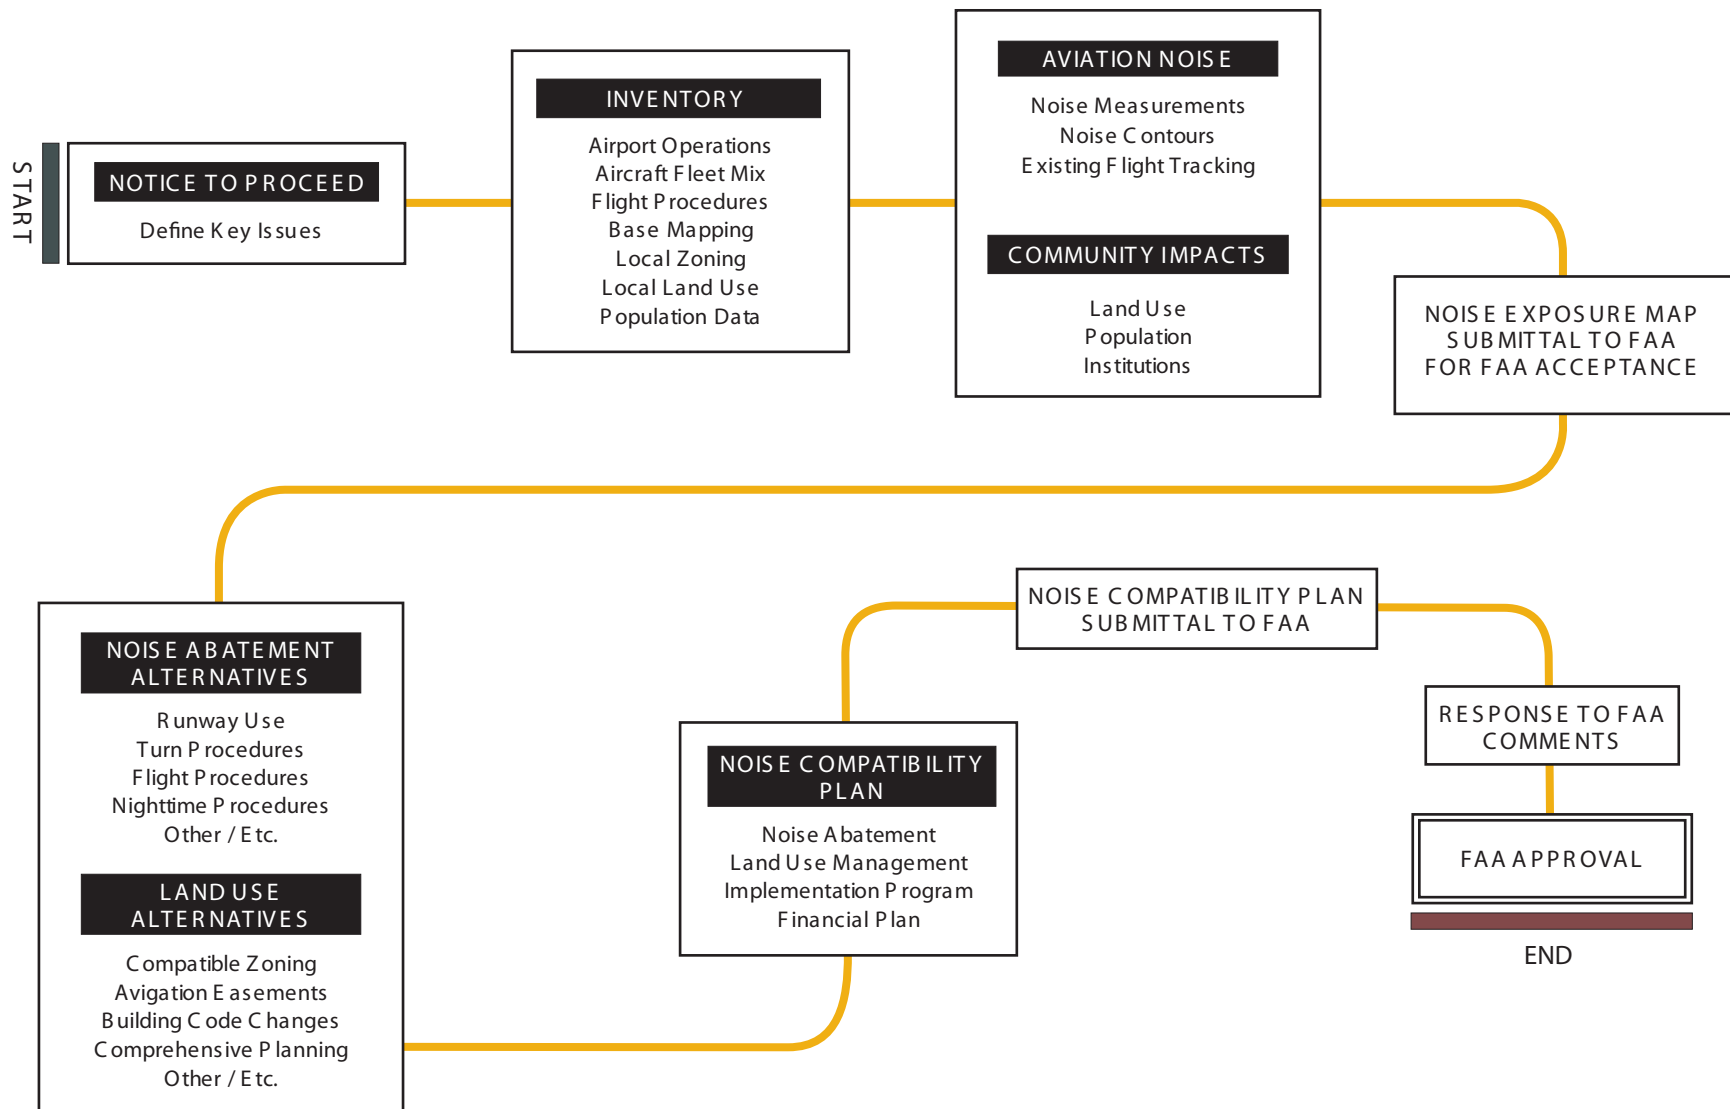 START
NOTICE TO PROCEED
Define Key Issues
INVENTORY
Airport Operations
Aircraft Fleet Mix
Flight Procedures
Base Mapping
Local Zoning
Local Land Use
Population Data
AVIATION NOISE
Noise Measurements
Noise Contours
Existing Flight Tracking
COMMUNITY IMPACTS
Land Use
Population
Institutions
NOISE EXPOSURE MAP
SUBMITTAL TO FAA
FOR FAA ACCEPTANCE
NOISE ABATEMENT
ALTERNATIVES
Runway Use
Turn Procedures
Flight Procedures
Nighttime Procedures
Other / Etc.
LAND USE
ALTERNATIVES
Compatible Zoning
Avigation Easements
Building Code Changes
Comprehensive Planning
Other / Etc.
NOISE COMPATIBILITY
PLAN
Noise Abatement
Land Use Management
Implementation Program
Financial Plan
NOISE COMPATIBILITY PLAN
SUBMITTAL TO FAA
RESPONSE TO FAA
COMMENTS
FAA APPROVAL
END